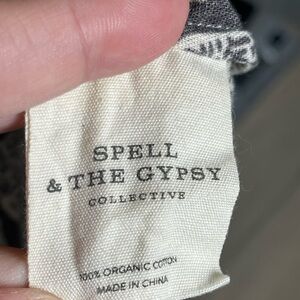 SPELL
& THE GYPSY
COLLECTIVE
100% ORGANIC COTTON
MADE IN CHINA